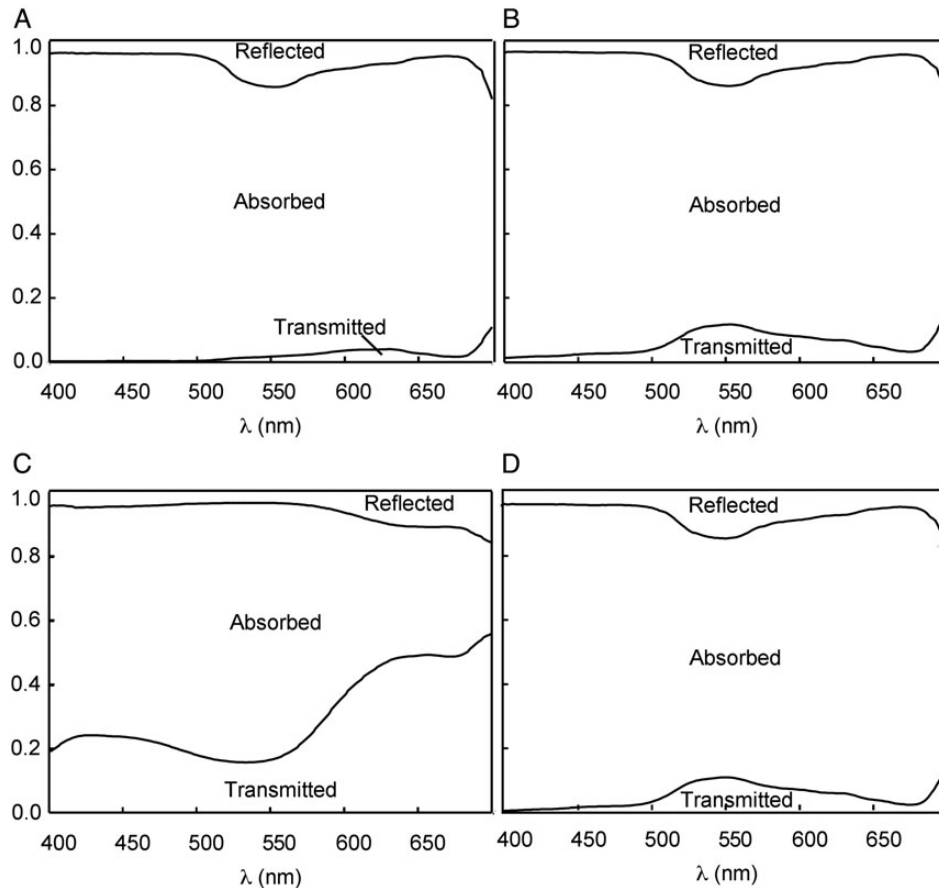 A
B
1.0
Reflected
Reflected
0.8
0.6
Absorbed
Absorbed
0.4
0.2
Transmitted
Transmitted
0.0
400 450 500 550 600 650
400 450 500 550 600 650
λ (nm)
λ (nm)
C
D
1.0
Reflected
Reflected
0.8
0.6
Absorbed
Absorbed
0.4
0.2
Transmitted
Transmitted
0.0
400 450 500 550 600 650
400 450 500 550 600 650
λ (nm)
λ (nm)